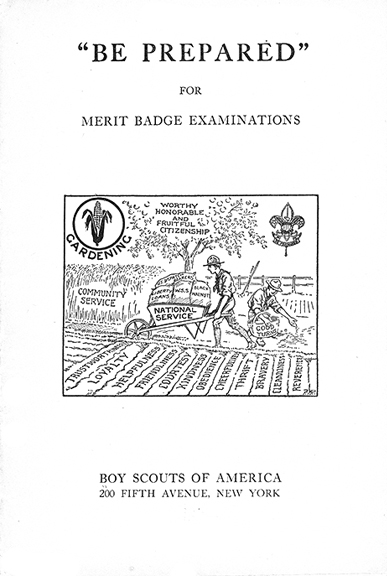 “BE PREPARED”
FOR
MERIT BADGE EXAMINATIONS
GARDENING
WORTHY
HONORABLE
AND
FRUITFUL
CITIZENSHIP
COMMUNITY
SERVICE
LIBERTY
LOANS
W.S.S.
BLACK
WALNUT
NATIONAL
SERVICE
GOOD
TURNS
TRUSTWORTHINESS
LOYALTY
HELPFULNESS
FRIENDLINESS
COURTESY
KINDNESS
OBEDIENCE
CHEERFULNESS
THRIFT
BRAVERY
CLEANLINESS
REVERENCE
BOY SCOUTS OF AMERICA
200 FIFTH AVENUE, NEW YORK